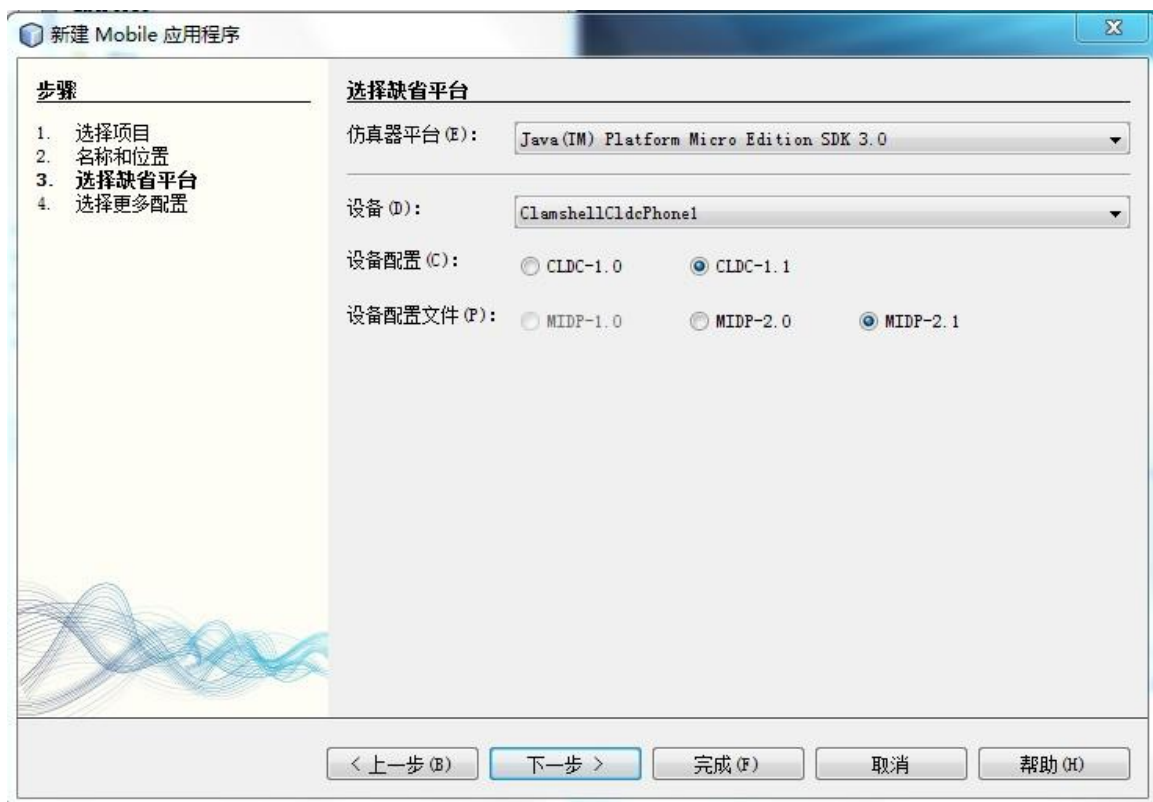 新建 Mobile 应用程序
步骤
1. 选择项目
2. 名称和位置
3. 选择缺省平台
4. 选择更多配置
选择缺省平台
仿真器平台(E): Java(TM) Platform Micro Edition SDK 3.0
设备(D): ClamshellCldcPhone1
设备配置(C): CLDC-1.0 CLDC-1.1
设备配置文件(P): MIDP-1.0 MIDP-2.0 MIDP-2.1
< 上一步(B) 下一步 > 完成(F) 取消 帮助(H)